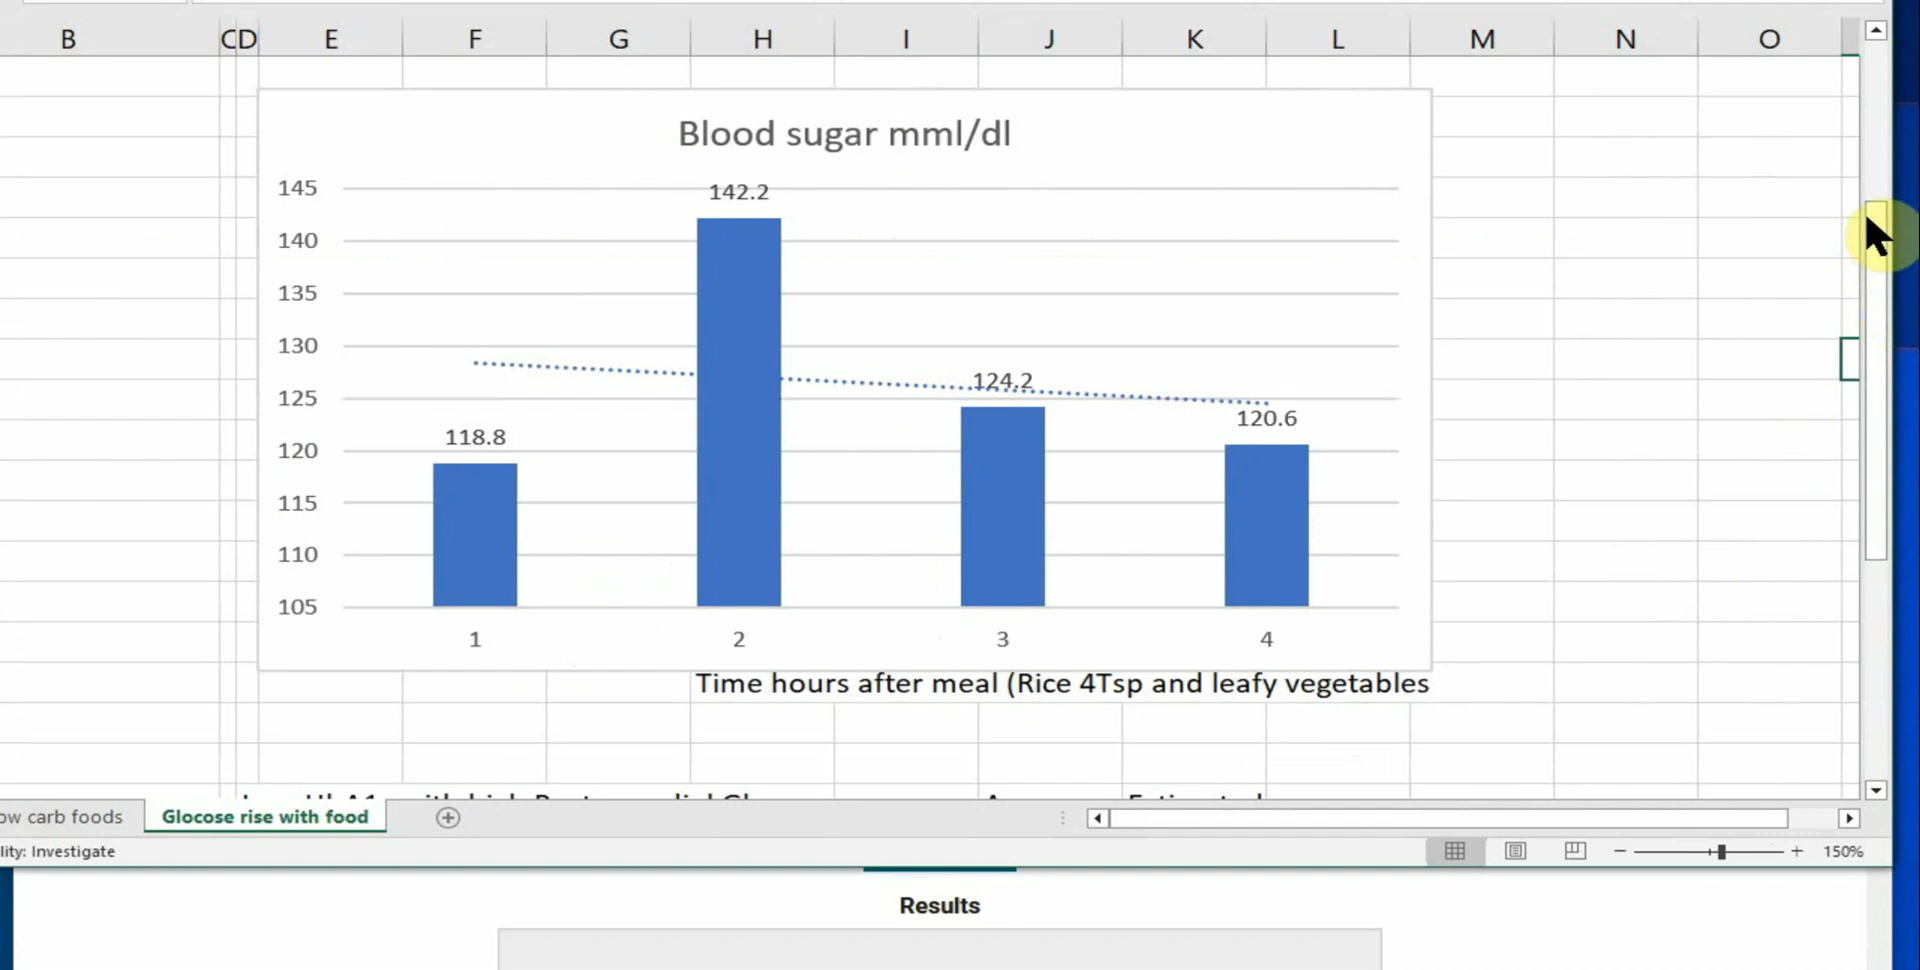 B C D E F G H I J K L M N O
Blood sugar mml/dl
145
140
135
130
125
120
115
110
105
118.8
142.2
124.2
120.6
1 2 3 4
Time hours after meal (Rice 4Tsp and leafy vegetables
ow carb foods Glocose rise with food
lity: Investigate 150%
Results